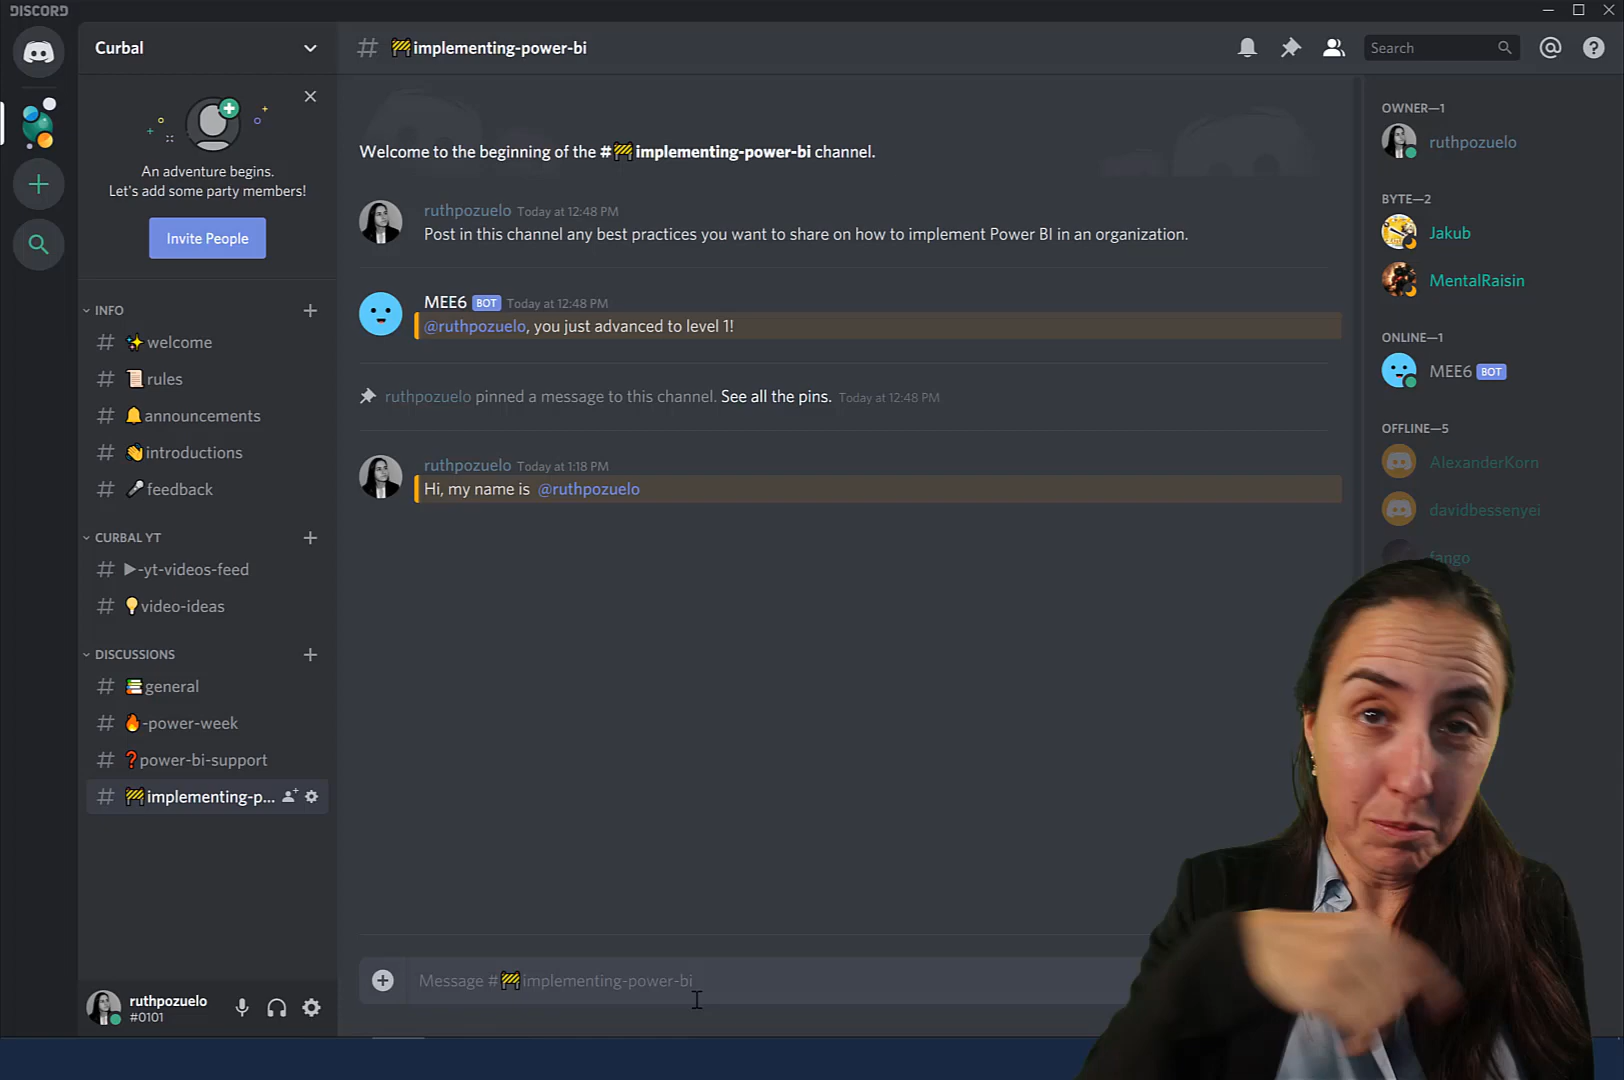 DISCORD
Curbal
An adventure begins.
Let's add some party members!
Invite People
INFO
welcome
rules
announcements
introductions
feedback
CURBAL YT
-yt-videos-feed
video-ideas
DISCUSSIONS
general
-power-week
power-bi-support
implementing-p...
ruthpozuelo
#0101
# implementing-power-bi
Search
Welcome to the beginning of the # implementing-power-bi channel.
ruthpozuelo Today at 12:48 PM
Post in this channel any best practices you want to share on how to implement Power BI in an organization.
MEE6 BOT Today at 12:48 PM
@ruthpozuelo, you just advanced to level 1!
ruthpozuelo pinned a message to this channel. See all the pins. Today at 12:48 PM
ruthpozuelo Today at 1:18 PM
Hi, my name is @ruthpozuelo
Message # implementing-power-bi
OWNER—1
ruthpozuelo
BYTE—2
Jakub
MentalRaisin
ONLINE—1
MEE6 BOT
OFFLINE—5
AlexanderKorn
davidbessenyei
fango